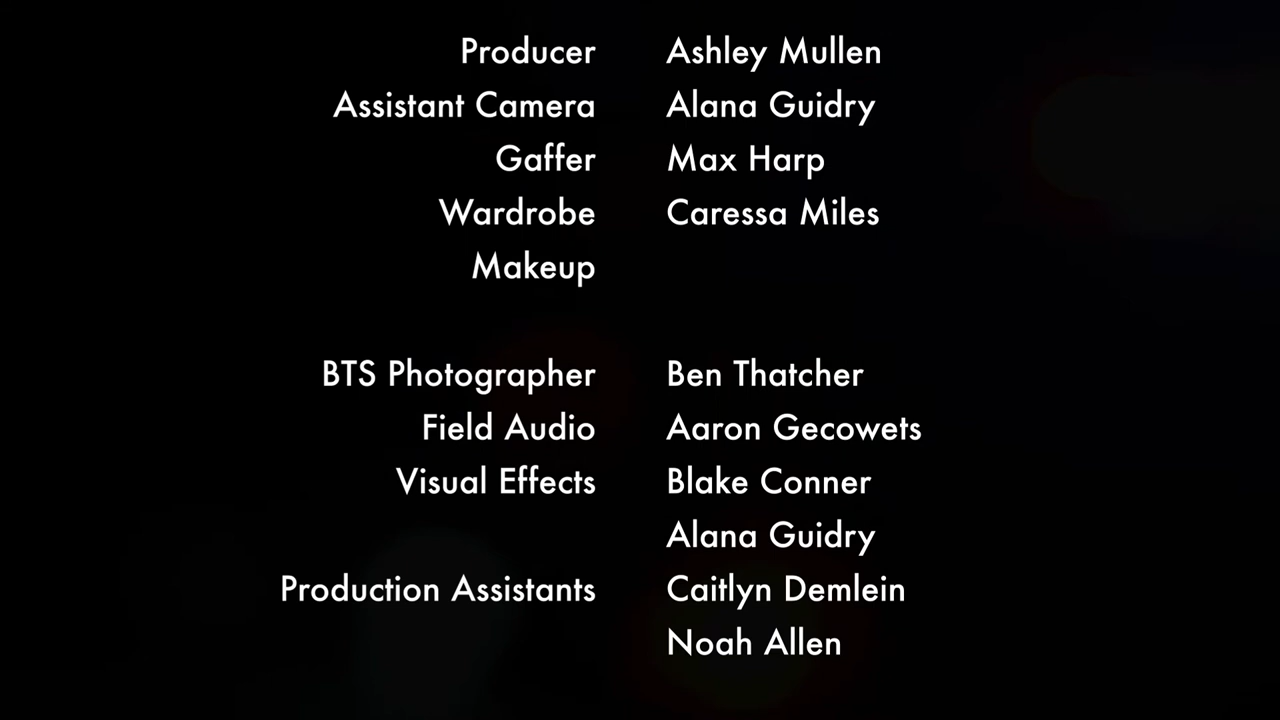 Producer Ashley Mullen
Assistant Camera Alana Guidry
Gaffer Max Harp
Wardrobe Caressa Miles
Makeup
BTS Photographer Ben Thatcher
Field Audio Aaron Gecowets
Visual Effects Blake Conner
Alana Guidry
Production Assistants Caitlyn Demlein
Noah Allen